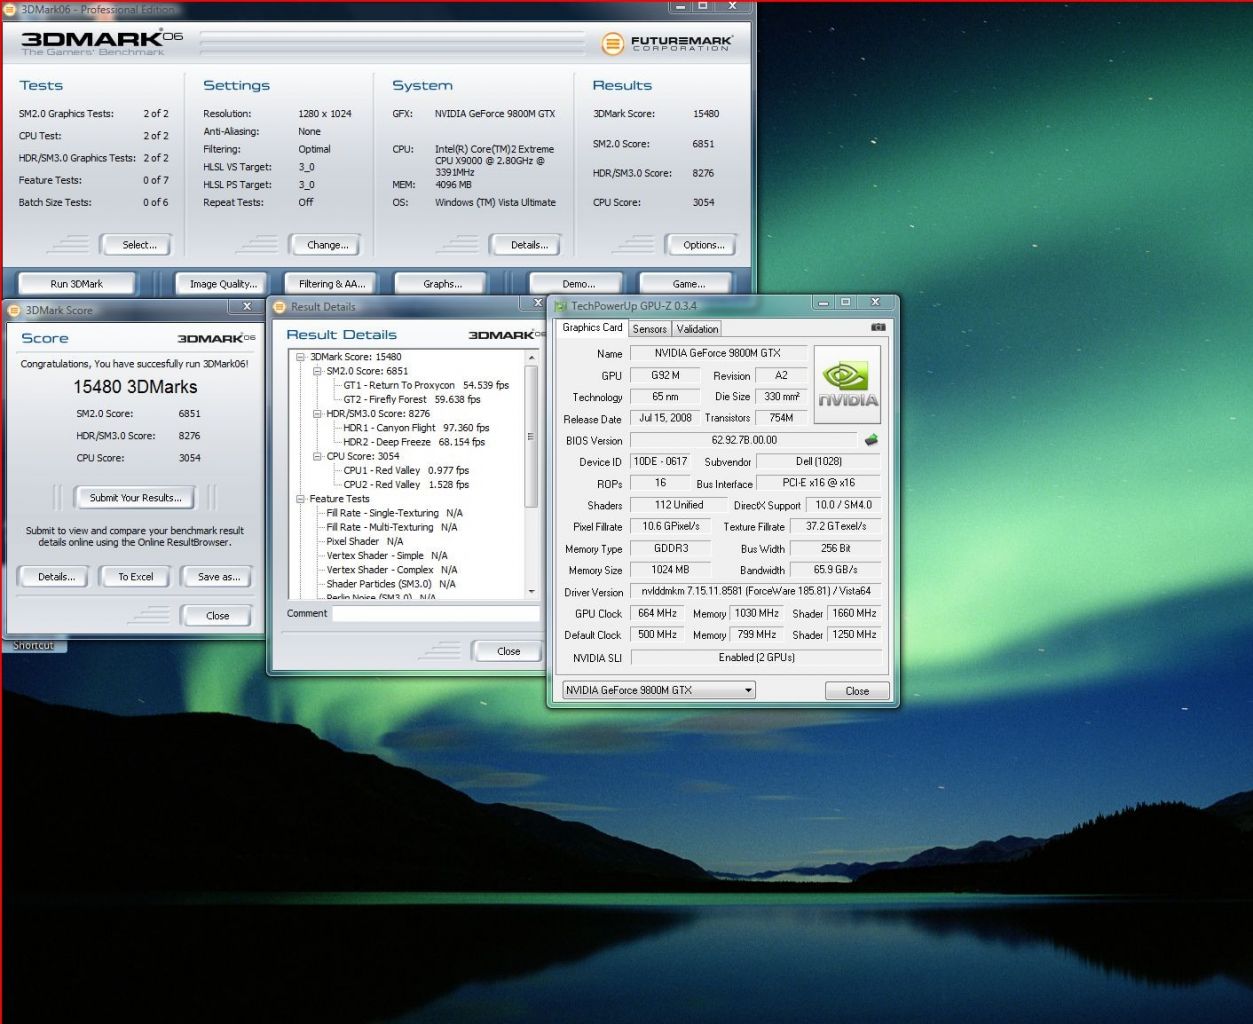 3DMark06 - Professional Edition
3DMARK06
The Gamers' Benchmark
FUTUREMARK
CORPORATION
Tests
SM2.0 Graphics Tests: 2 of 2
CPU Test: 2 of 2
HDR/SM3.0 Graphics Tests: 2 of 2
Feature Tests: 0 of 7
Batch Size Tests: 0 of 6
Select...
Settings
Resolution: 1280 x 1024
Anti-Aliasing: None
Filtering: Optimal
HLSL VS Target: 3_0
HLSL PS Target: 3_0
Repeat Tests: Off
Change...
System
GFX: NVIDIA GeForce 9800M GTX
CPU: Intel(R) Core(TM)2 Extreme
CPU X9000 @ 2.80GHz @
3391MHz
MEM: 4096 MB
OS: Windows (TM) Vista Ultimate
Details...
Results
3DMark Score: 15480
SM2.0 Score: 6851
HDR/SM3.0 Score: 8276
CPU Score: 3054
Options...
Run 3DMark
Image Quality...
Filtering & AA...
Graphs...
Demo...
Game...
3DMark Score
Score
3DMARK06
Congratulations, You have succesfully run 3DMark06!
15480 3DMarks
SM2.0 Score: 6851
HDR/SM3.0 Score: 8276
CPU Score: 3054
Submit Your Results...
Submit to view and compare your benchmark result
details online using the Online ResultBrowser.
Details...
To Excel
Save as...
Close
Shortcut
Result Details
Result Details
3DMARK06
3DMark Score: 15480
SM2.0 Score: 6851
GT1 - Return To Proxycon 54.539 fps
GT2 - Firefly Forest 59.638 fps
HDR/SM3.0 Score: 8276
HDR1 - Canyon Flight 97.360 fps
HDR2 - Deep Freeze 68.154 fps
CPU Score: 3054
CPU1 - Red Valley 0.977 fps
CPU2 - Red Valley 1.528 fps
Feature Tests
Fill Rate - Single-Texturing N/A
Fill Rate - Multi-Texturing N/A
Pixel Shader N/A
Vertex Shader - Simple N/A
Vertex Shader - Complex N/A
Shader Particles (SM3.0) N/A
Perlin Noise (SM3.0) N/A
Comment
Close
TechPowerUp GPU-Z 0.3.4
Graphics Card Sensors Validation
Name NVIDIA GeForce 9800M GTX
GPU G92M Revision A2
Technology 65 nm Die Size 330 mm²
Release Date Jul 15, 2008 Transistors 754M
NVIDIA
BIOS Version 62.92.7B.00.00
Device ID 10DE - 0617 Subvendor Dell (1028)
ROPs 16 Bus Interface PCI-E x16 @ x16
Shaders 112 Unified DirectX Support 10.0 / SM4.0
Pixel Fillrate 10.6 GPixel/s Texture Fillrate 37.2 GTexel/s
Memory Type GDDR3 Bus Width 256 Bit
Memory Size 1024 MB Bandwidth 65.9 GB/s
Driver Version nvlddmkm 7.15.11.8581 (ForceWare 185.81) / Vista64
GPU Clock 664 MHz Memory 1030 MHz Shader 1660 MHz
Default Clock 500 MHz Memory 799 MHz Shader 1250 MHz
NVIDIA SLI Enabled (2 GPUs)
NVIDIA GeForce 9800M GTX
Close